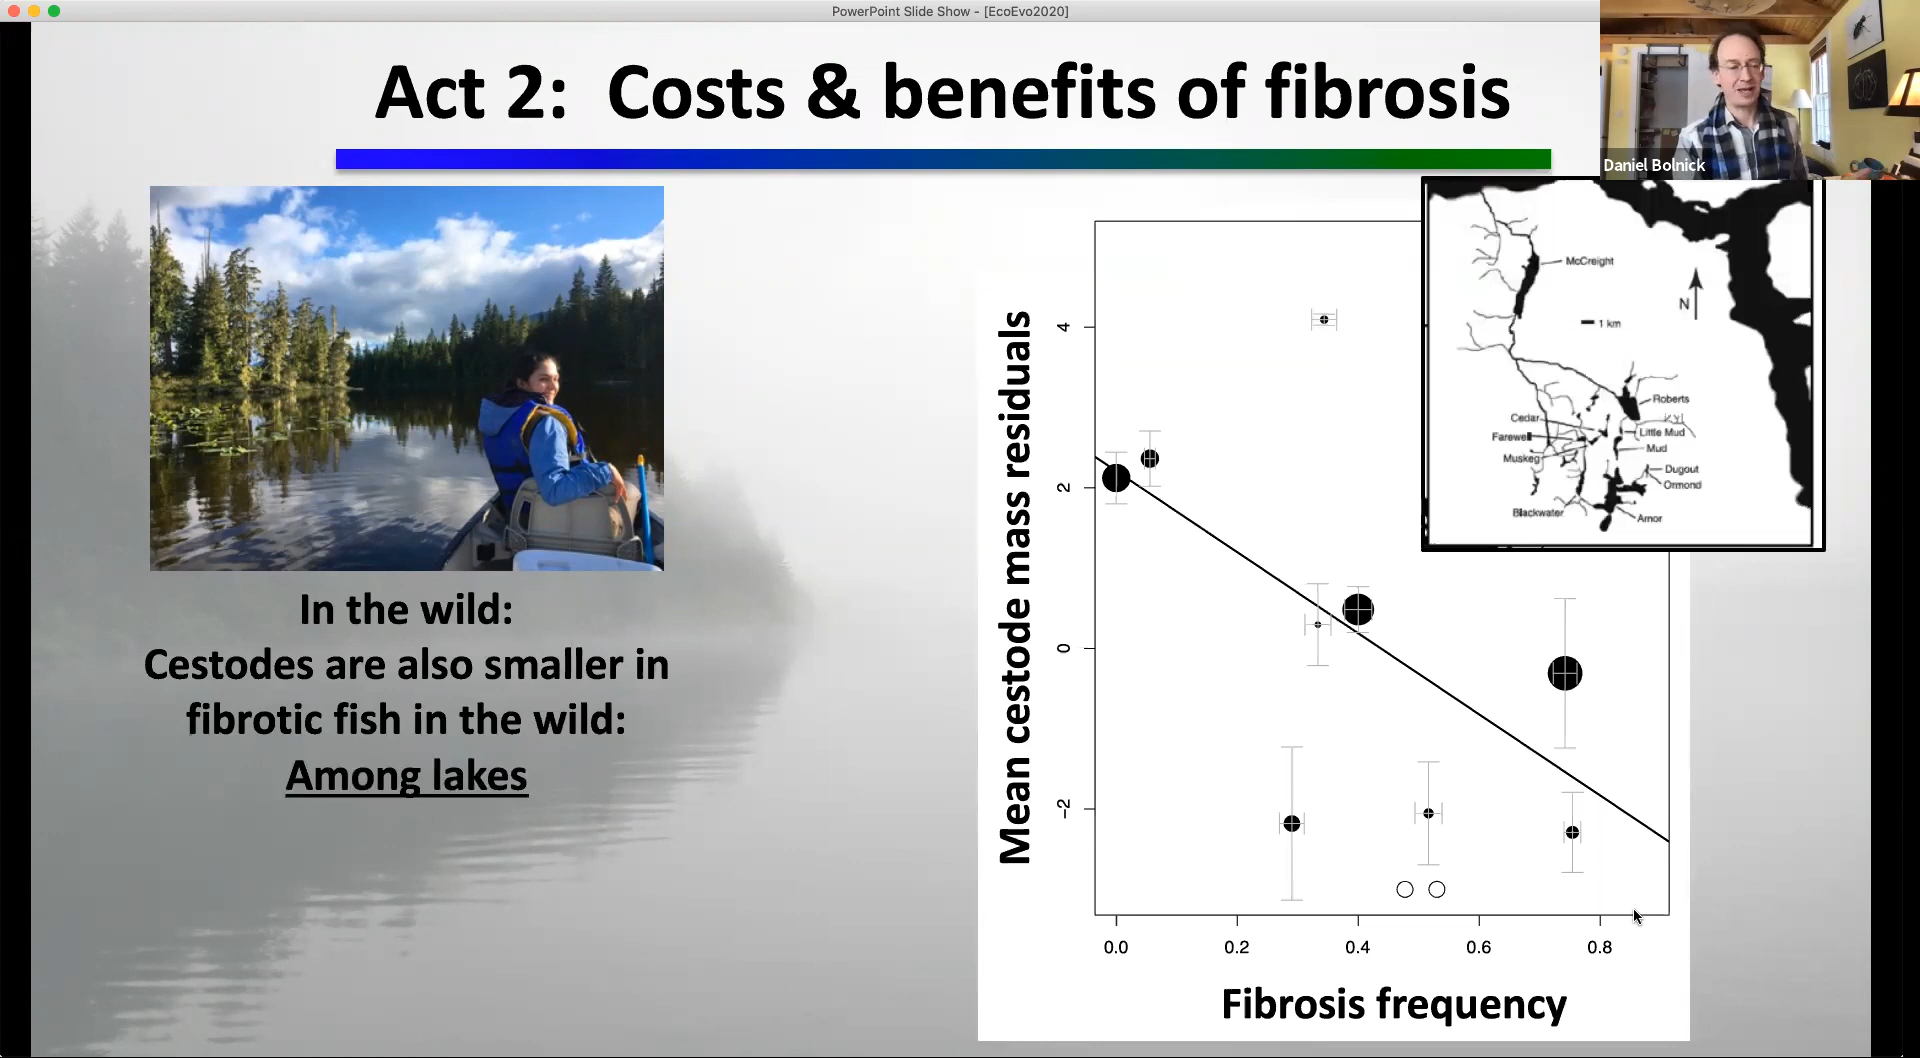 PowerPoint Slide Show - [EcoEvo2020]
Act 2: Costs & benefits of fibrosis
Daniel Bolnick
In the wild:
Cestodes are also smaller in
fibrotic fish in the wild:
Among lakes
Mean cestode mass residuals
4
2
0
-2
0.0 0.2 0.4 0.6 0.8
Fibrosis frequency
McCreight
N
1 km
Roberts
Cedar
Little Mud
Farewell
Mud
Muskeg
Dugout
Ormond
Blackwater
Amor